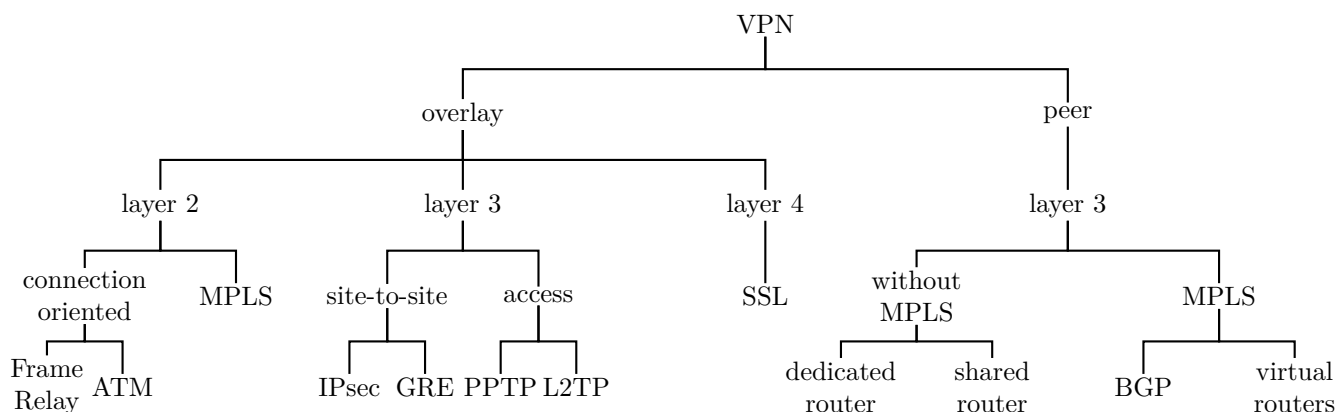 VPN
overlay
peer
layer 2
layer 3
layer 4
layer 3
connection
oriented
MPLS
site-to-site
access
SSL
without
MPLS
MPLS
Frame
Relay
ATM
IPsec
GRE
PPTP
L2TP
dedicated
router
shared
router
BGP
virtual
routers